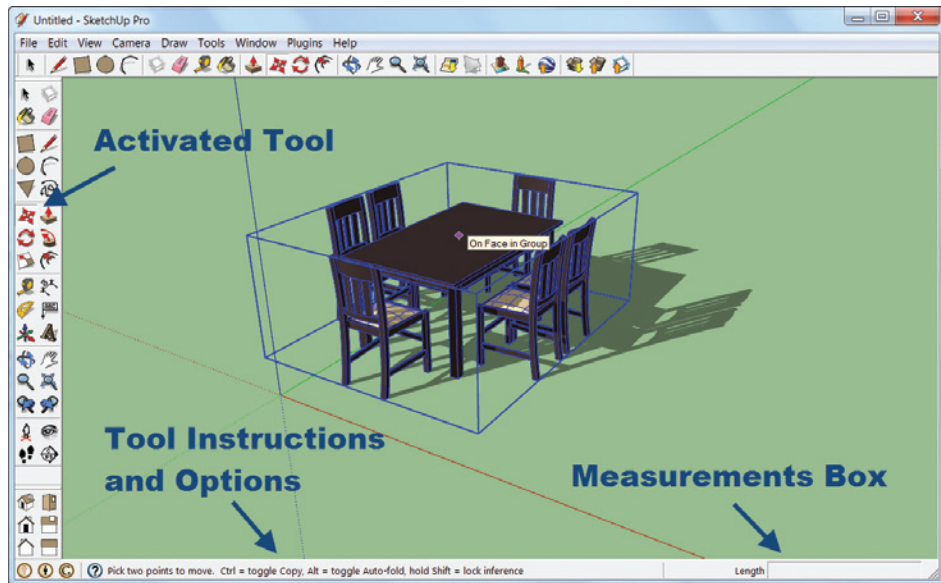 Untitled - SketchUp Pro
File Edit View Camera Draw Tools Window Plugins Help
Activated Tool
On Face in Group
Tool Instructions
and Options
Measurements Box
Pick two points to move. Ctrl = toggle Copy, Alt = toggle Auto-fold, hold Shift = lock inference
Length